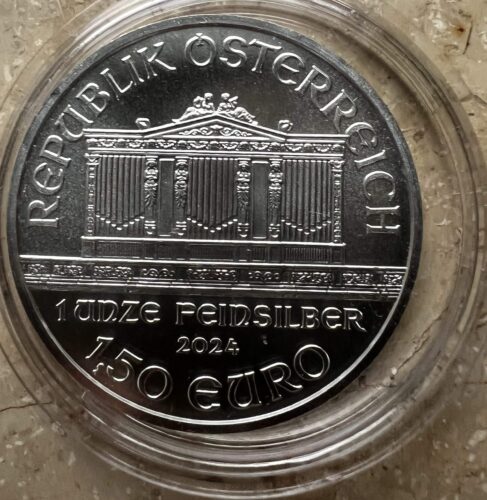 REPUBLIK ÖSTERREICH
1 UNZE FEINSILBER
2024
1,50 EURO